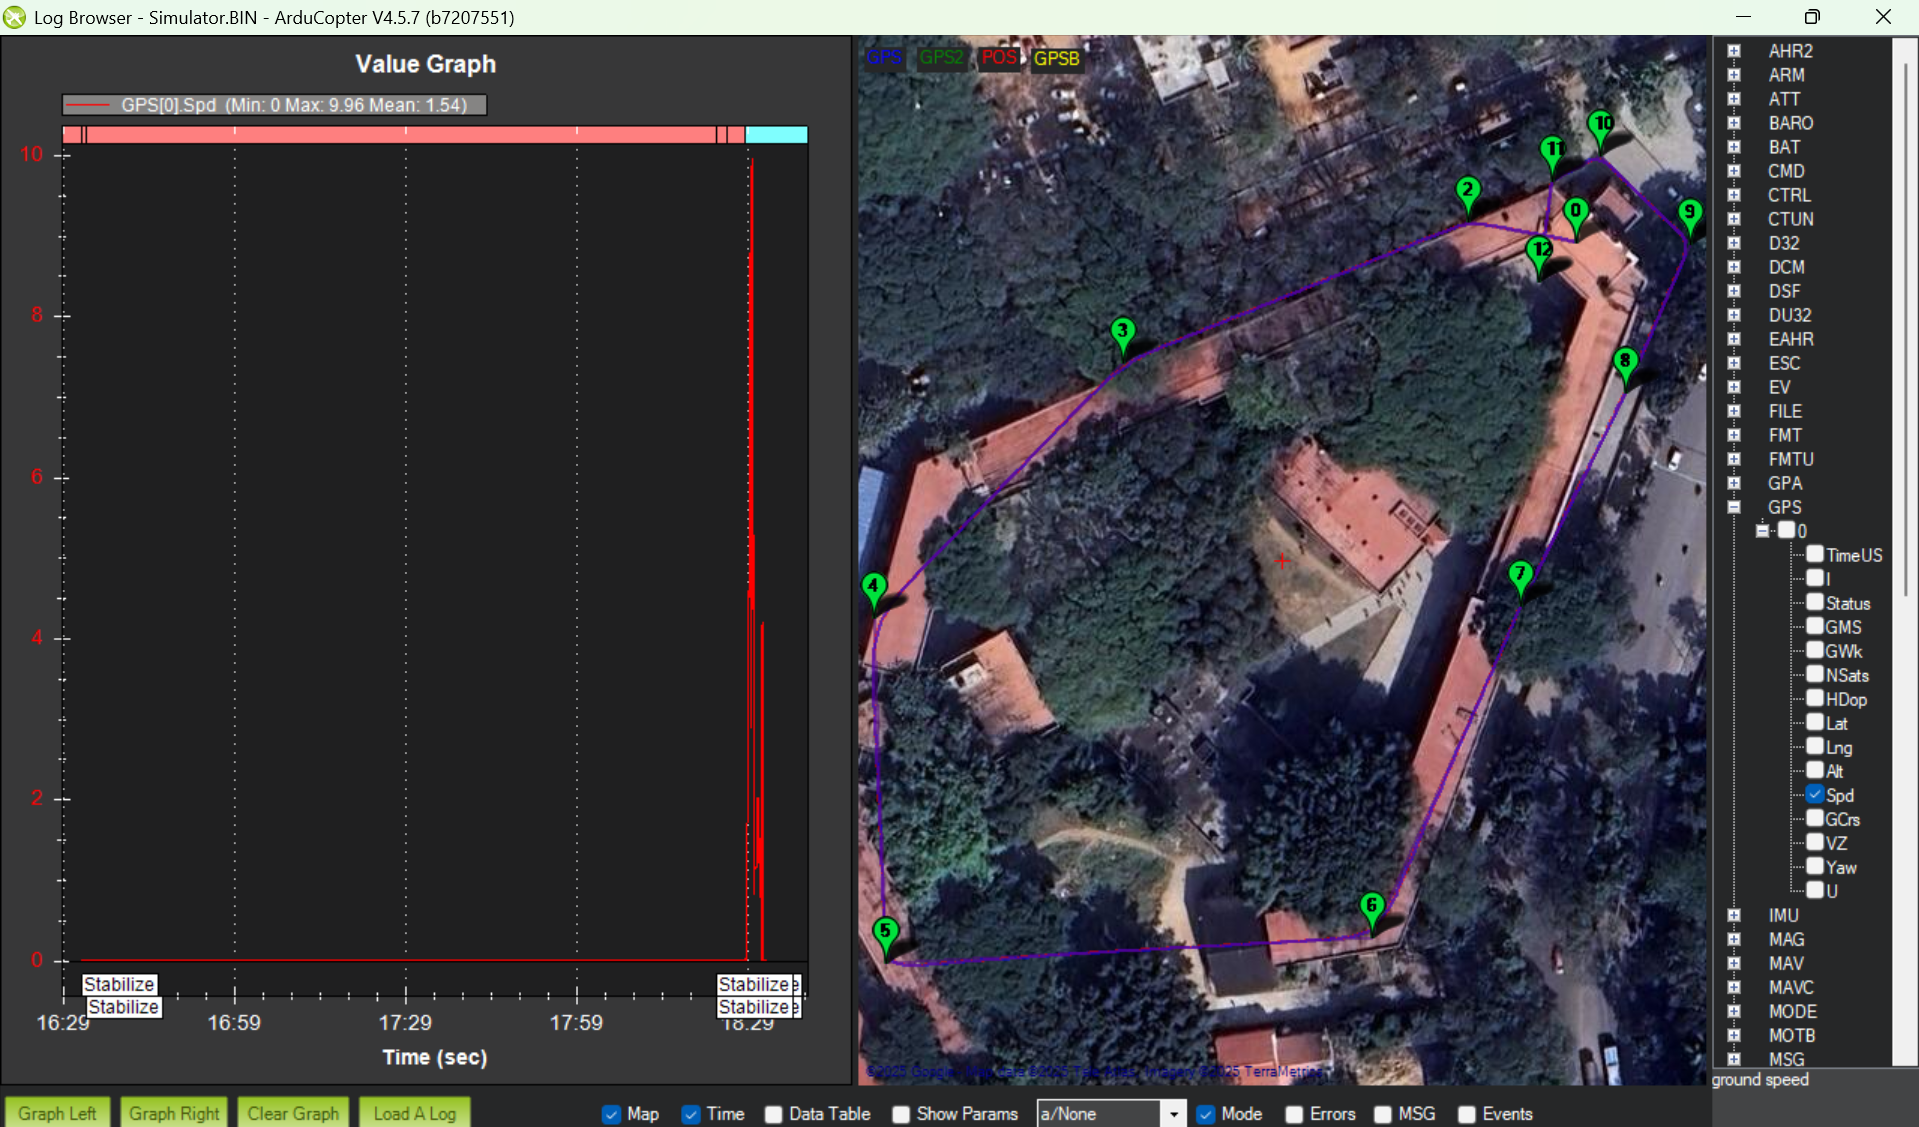 Log Browser - Simulator.BIN - ArduCopter V4.5.7 (b7207551)
Value Graph
GPS[0].Spd (Min: 0 Max: 9.96 Mean: 1.54)
10
8
6
4
2
0
Stabilize
Stabilize
Stabilize
Stabilize
16:29
16:59
17:29
17:59
18:29
Time (sec)
GPS
GPS2
POS
GPSB
10
11
2
0
9
12
3
8
4
7
6
5
©2025 Google - Map data ©2025 Tele Atlas, Imagery ©2025 TerraMetrics
AHR2
ARM
ATT
BARO
BAT
CMD
CTRL
CTUN
D32
DCM
DSF
DU32
EAHR
ESC
EV
FILE
FMT
FMTU
GPA
GPS
0
TimeUS
I
Status
GMS
GWk
NSats
HDop
Lat
Lng
Alt
Spd
GCrs
VZ
Yaw
U
IMU
MAG
MAV
MAVC
MODE
MOTB
MSG
ground speed
Graph Left
Graph Right
Clear Graph
Load A Log
Map
Time
Data Table
Show Params
a/None
Mode
Errors
MSG
Events